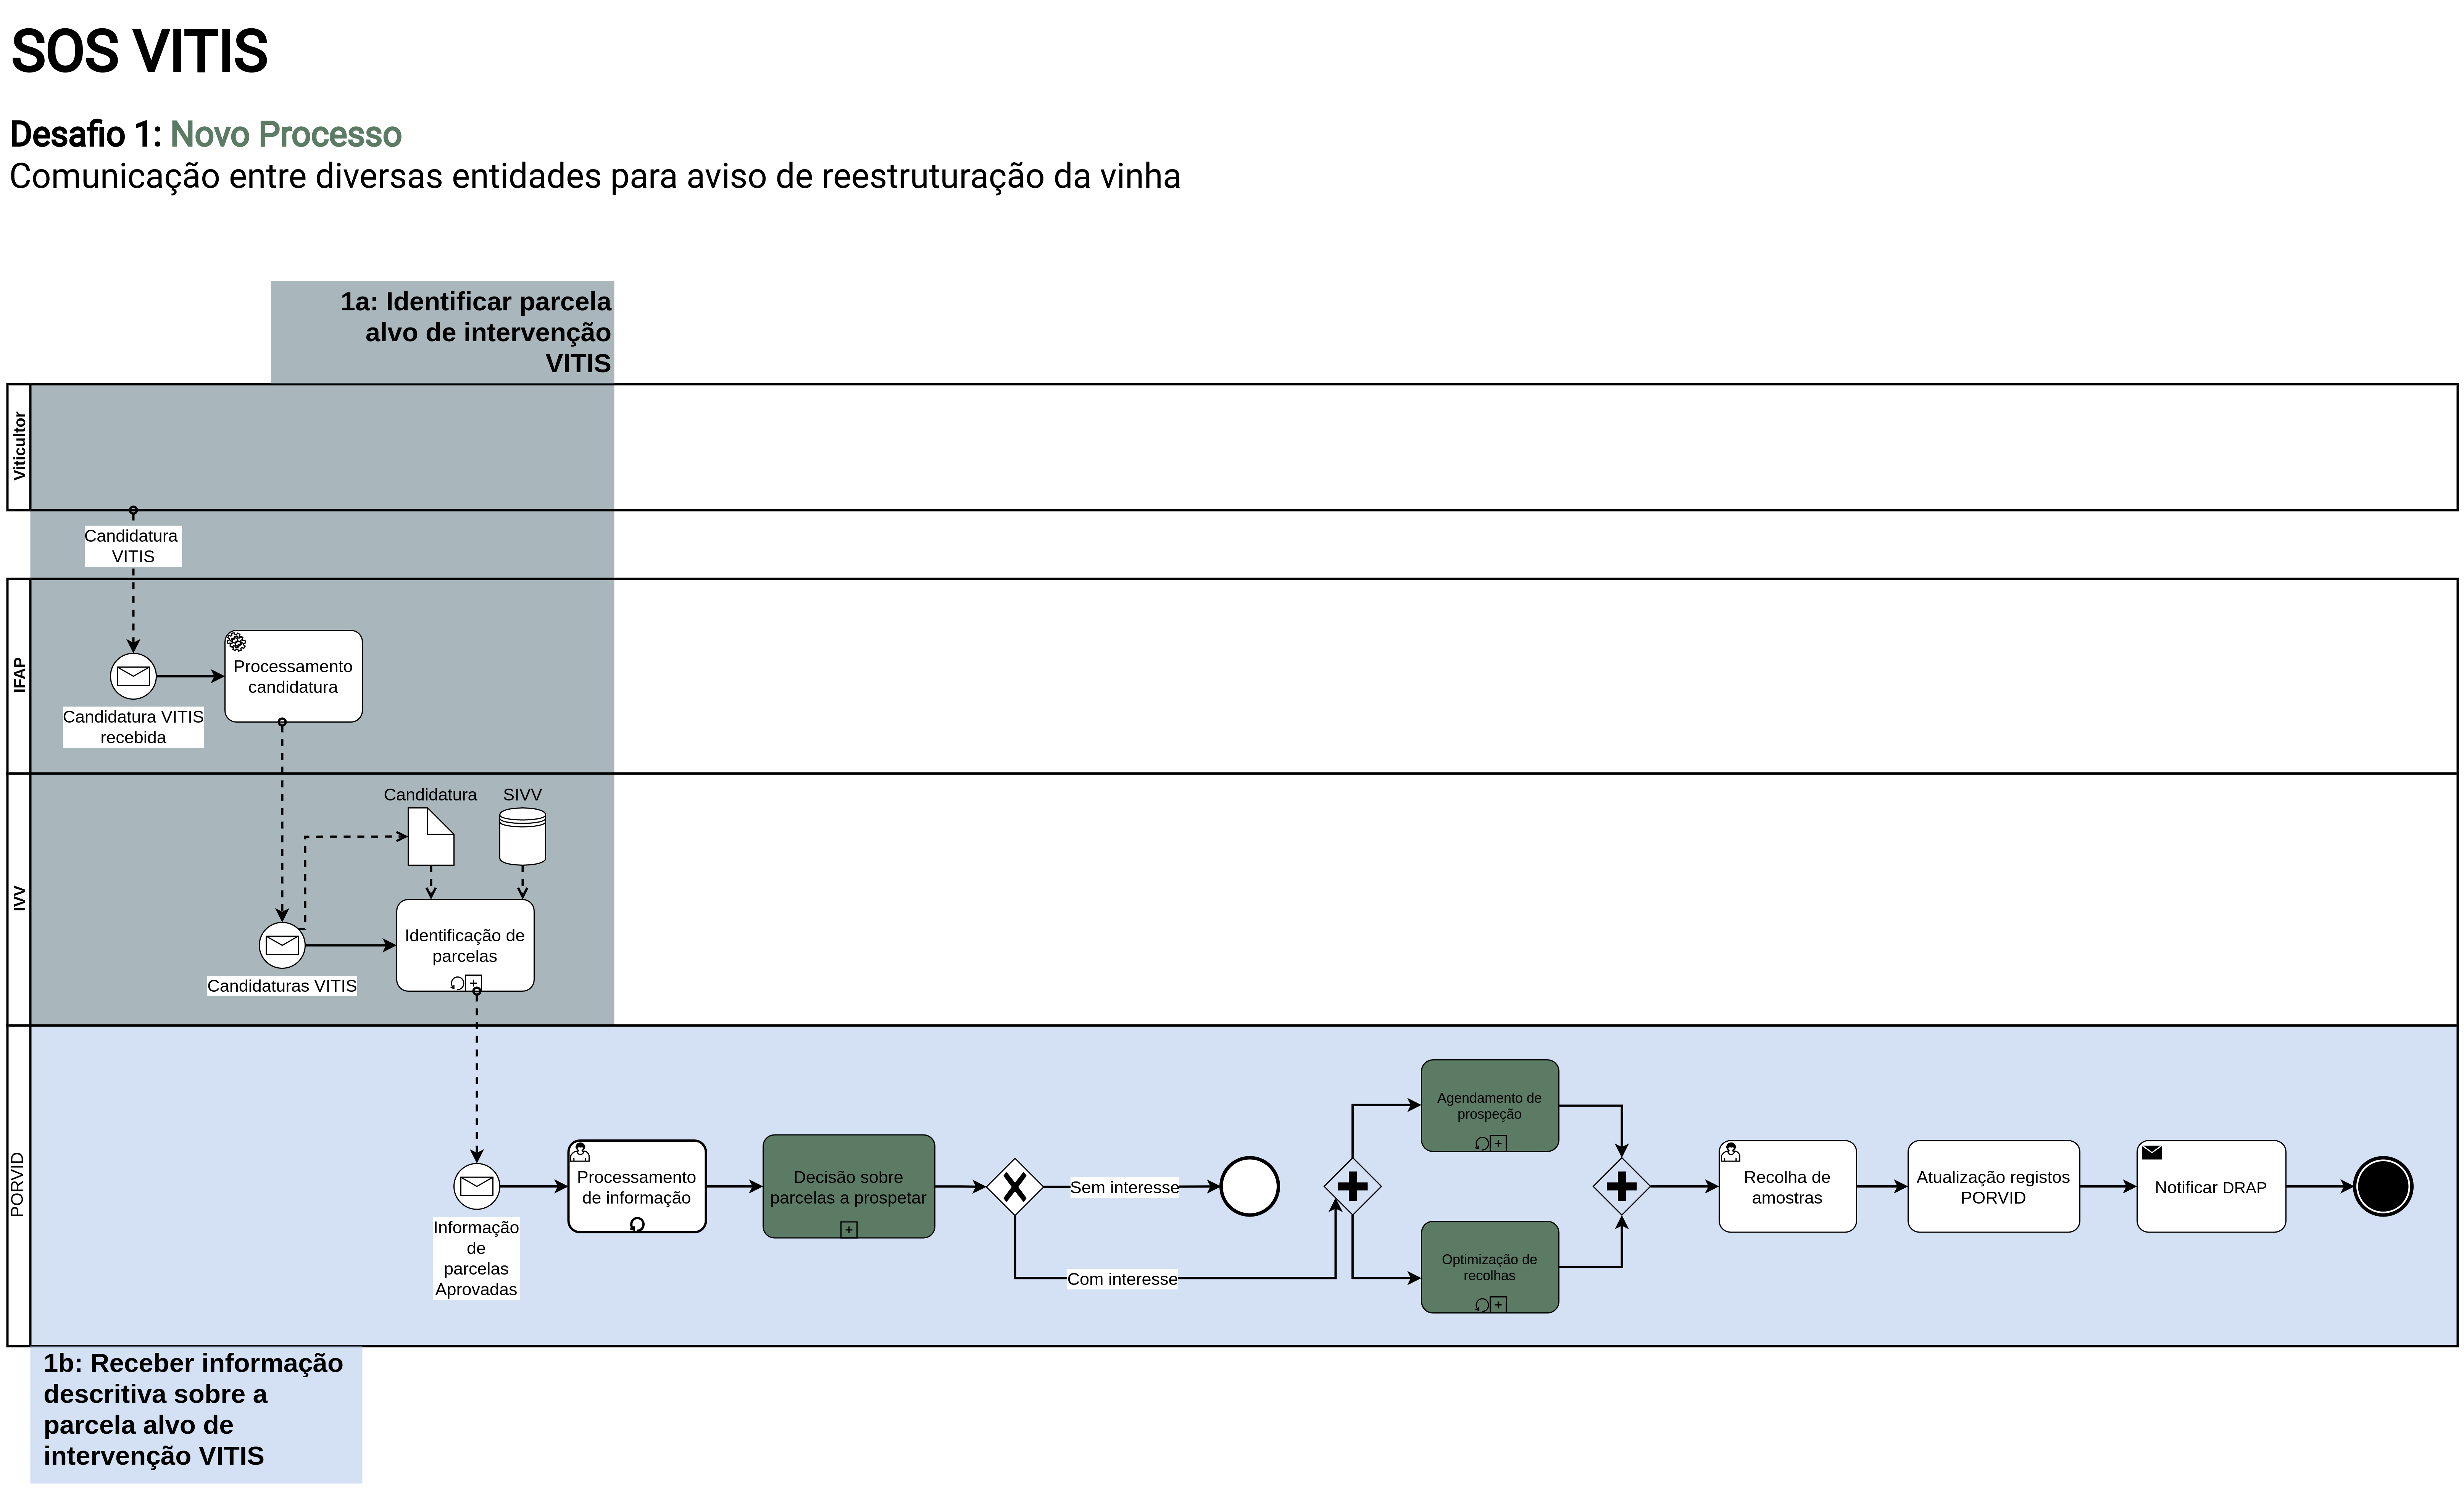 SOS VITIS
Desafio 1: Novo Processo
Comunicação entre diversas entidades para aviso de reestruturação da vinha
1a: Identificar parcela
alvo de intervenção
VITIS
Viticultor
Candidatura
VITIS
IFAP
Processamento
candidatura
Candidatura VITIS
recebida
IVV
Candidatura
SIVV
Identificação de
parcelas
Candidaturas VITIS
PORVID
Informação
de
parcelas
Aprovadas
Processamento
de informação
Decisão sobre
parcelas a prospetar
Sem interesse
Com interesse
Agendamento de
prospeção
Optimização de
recolhas
Recolha de
amostras
Atualização registos
PORVID
Notificar DRAP
1b: Receber informação
descritiva sobre a
parcela alvo de
intervenção VITIS